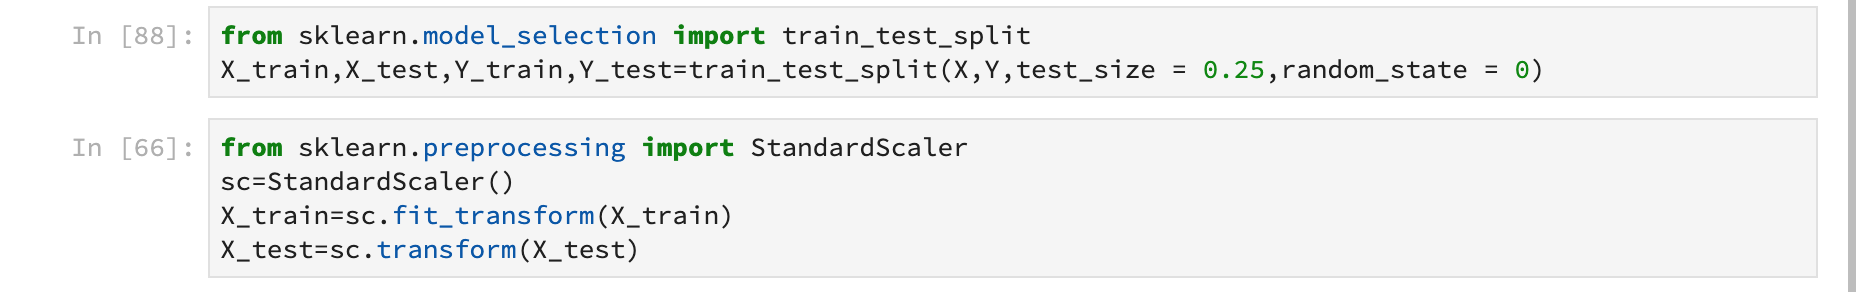 In [88]: from sklearn.model_selection import train_test_split
X_train,X_test,Y_train,Y_test=train_test_split(X,Y,test_size = 0.25,random_state = 0)
In [66]: from sklearn.preprocessing import StandardScaler
sc=StandardScaler()
X_train=sc.fit_transform(X_train)
X_test=sc.transform(X_test)